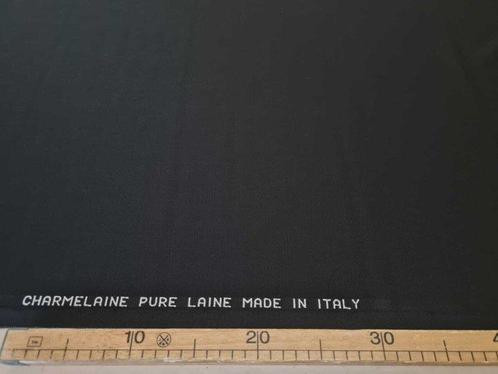 CHARMELAINE PURE LAINE MADE IN ITALY
10 20 30